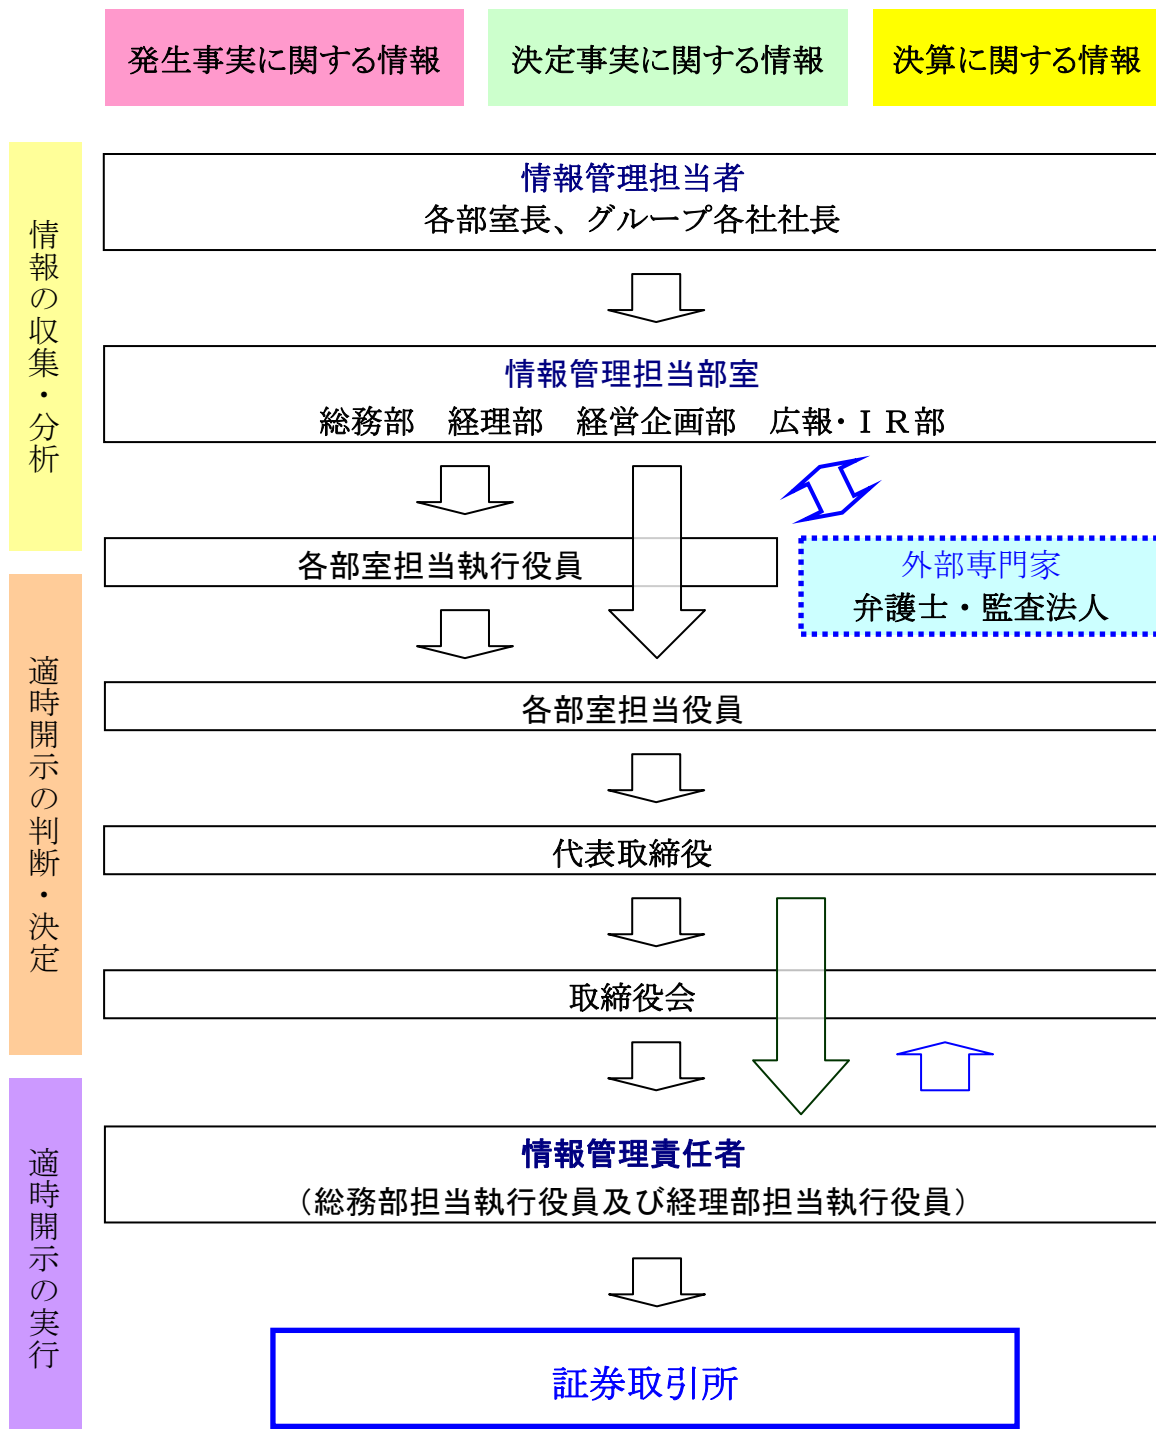 発生事実に関する情報
決定事実に関する情報
決算に関する情報
情報の収集・分析
情報管理担当者
各部室長、グループ各社社長
情報管理担当部室
総務部　経理部　経営企画部　広報・ＩＲ部
各部室担当執行役員
外部専門家
弁護士・監査法人
適時開示の判断・決定
各部室担当役員
代表取締役
取締役会
適時開示の実行
情報管理責任者
（総務部担当執行役員及び経理部担当執行役員）
証券取引所